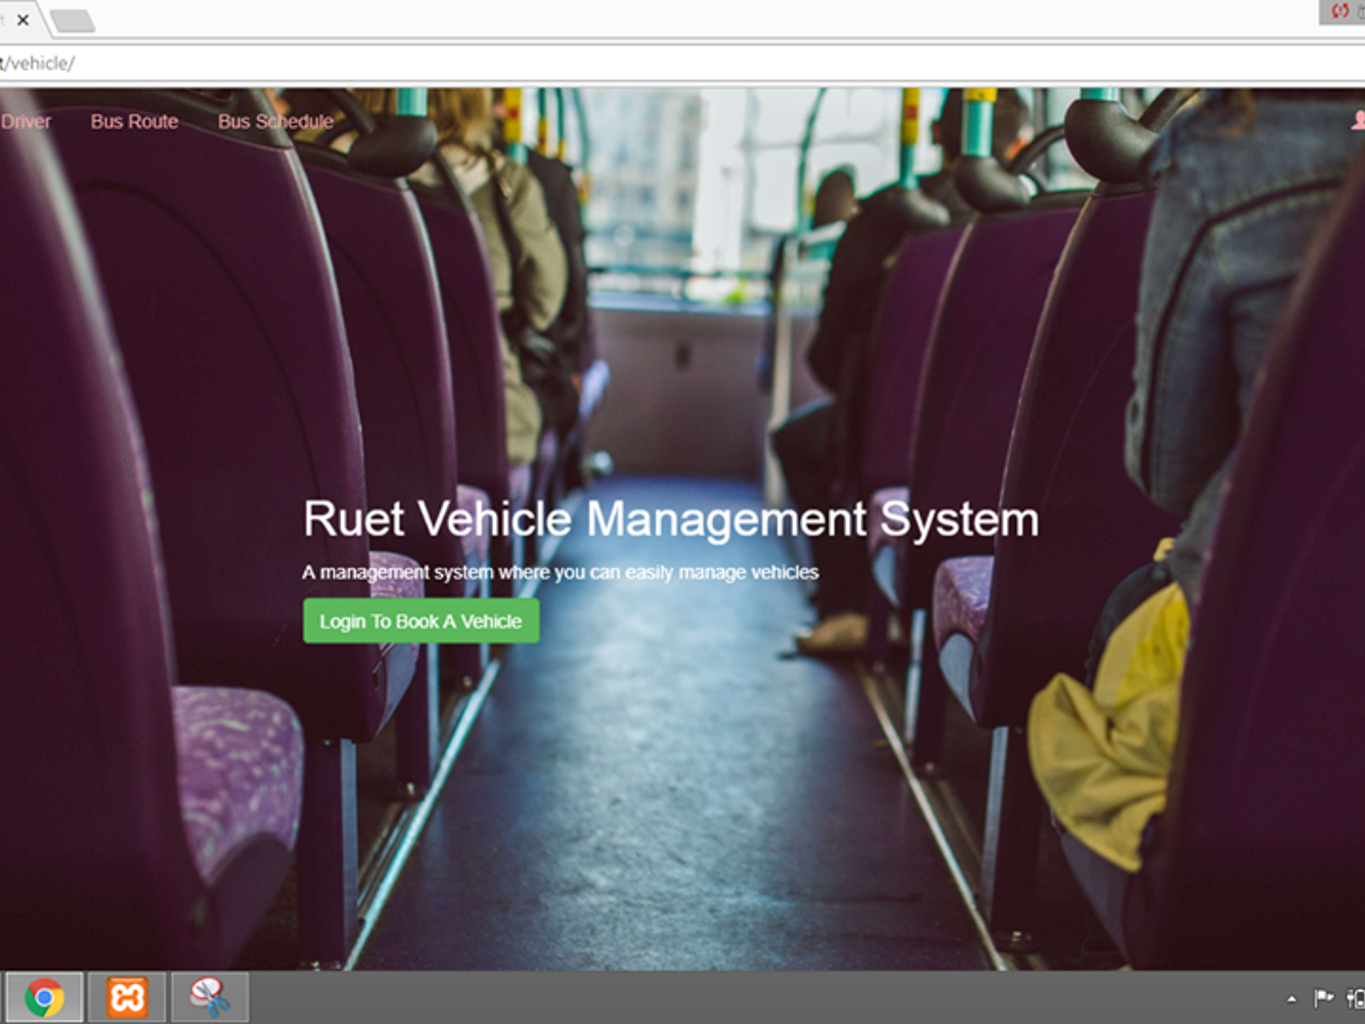 /vehicle/
Driver Bus Route Bus Schedule
Ruet Vehicle Management System
A management system where you can easily manage vehicles
Login To Book A Vehicle